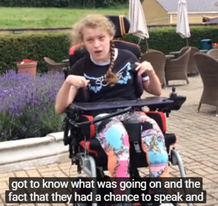 got to know what was going on and the
fact that they had a chance to speak and